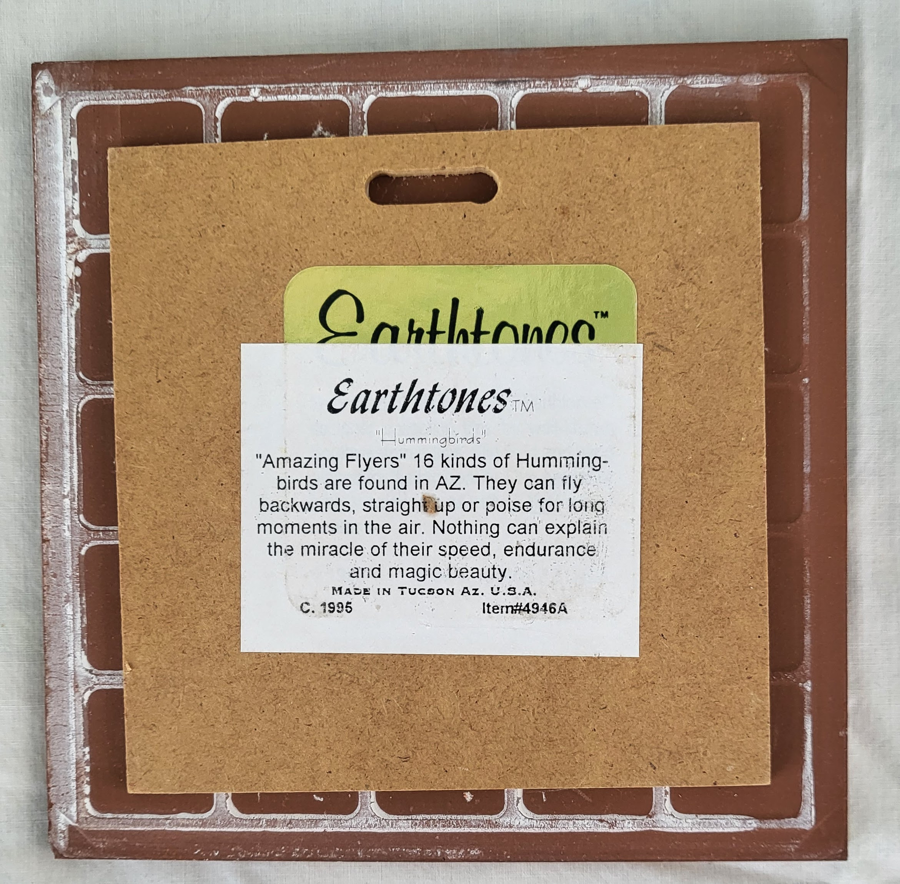 Earthtones™
Earthtones TM
"Hummingbirds"
"Amazing Flyers" 16 kinds of Humming-
birds are found in AZ. They can fly
backwards, straight up or poise for long
moments in the air. Nothing can explain
the miracle of their speed, endurance
and magic beauty.
Made in Tucson Az. U.S.A.
C. 1995 Item#4946A